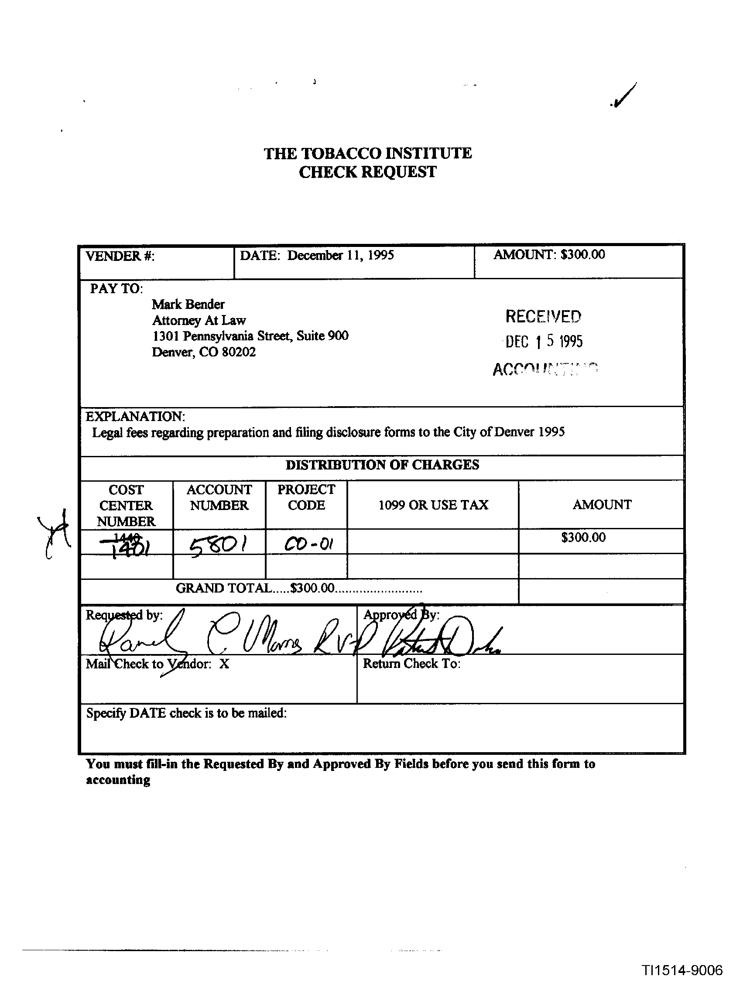 THE TOBACCO INSTITUTE
CHECK REQUEST
VENDER #:
DATE: December 11, 1995
AMOUNT: $300.00
PAY TO:
Mark Bender
Attorney At Law
1301 Pennsylvania Street, Suite 900
Denver, CO 80202
RECEIVED
DEC 15 1995
ACCOUNTING
EXPLANATION:
Legal fees regarding preparation and filing disclosure forms to the City of Denver 1995
DISTRIBUTION OF CHARGES
COST CENTER NUMBER
ACCOUNT NUMBER
PROJECT CODE
1099 OR USE TAX
AMOUNT
1440
1401
5801
CO-01
$300.00
GRAND TOTAL.....$300.00.........................
Requested by:
Approved By:
Morris RVP
Mail Check to Vendor: X
Return Check To:
Specify DATE check is to be mailed:
You must fill-in the Requested By and Approved By Fields before you send this form to
accounting
TI1514-9006